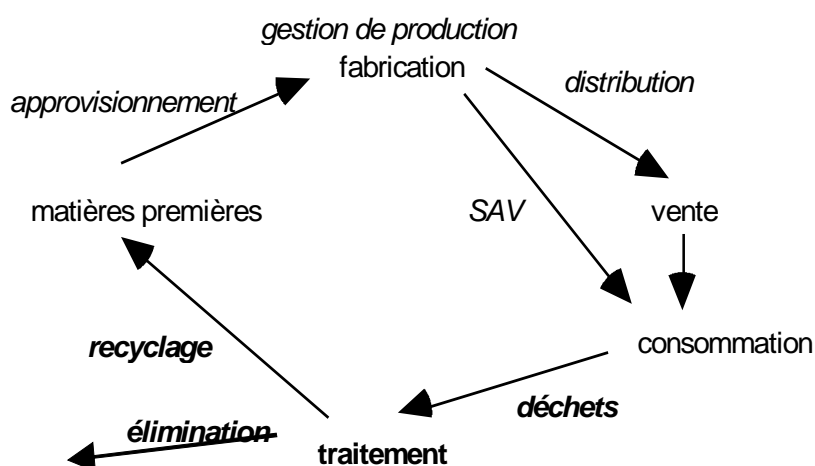 gestion de production
fabrication
distribution
approvisionnement
matières premières
SAV
vente
recyclage
consommation
déchets
élimination
traitement